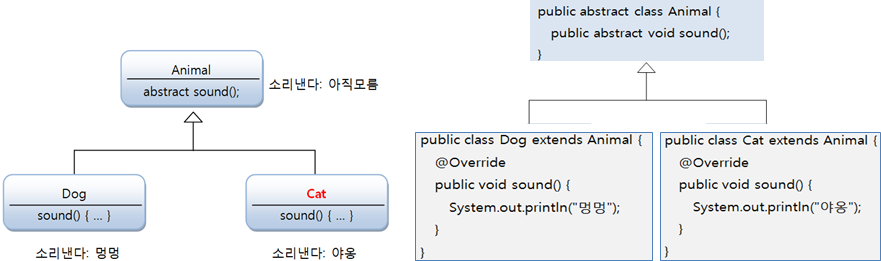 Animal
abstract sound();
소리낸다: 아직모름
Dog
sound() { ... }
소리낸다: 멍멍
Cat
sound() { ... }
소리낸다: 야옹
public abstract class Animal {
public abstract void sound();
}
public class Dog extends Animal {
@Override
public void sound() {
System.out.println("멍멍");
}
}
public class Cat extends Animal {
@Override
public void sound() {
System.out.println("야옹");
}
}